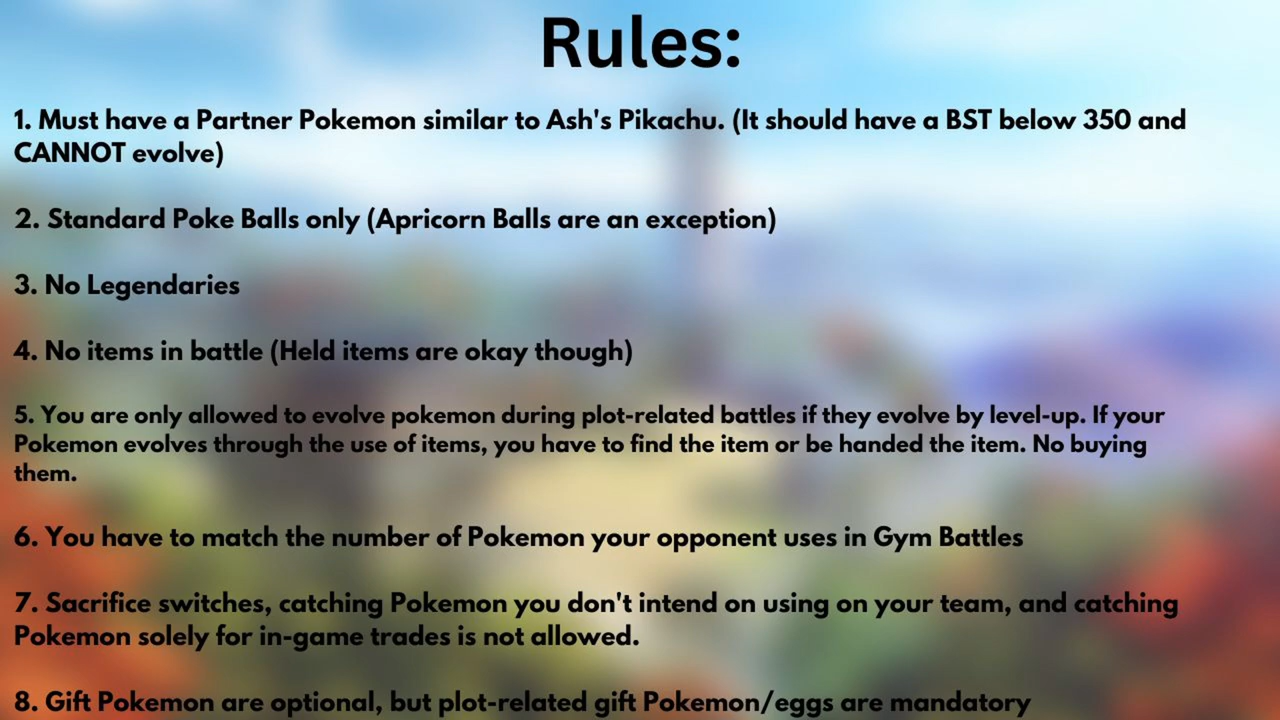 Rules:
1. Must have a Partner Pokemon similar to Ash's Pikachu. (It should have a BST below 350 and
CANNOT evolve)
2. Standard Poke Balls only (Apricorn Balls are an exception)
3. No Legendaries
4. No items in battle (Held items are okay though)
5. You are only allowed to evolve pokemon during plot-related battles if they evolve by level-up. If your
Pokemon evolves through the use of items, you have to find the item or be handed the item. No buying
them.
6. You have to match the number of Pokemon your opponent uses in Gym Battles
7. Sacrifice switches, catching Pokemon you don't intend on using on your team, and catching
Pokemon solely for in-game trades is not allowed.
8. Gift Pokemon are optional, but plot-related gift Pokemon/eggs are mandatory